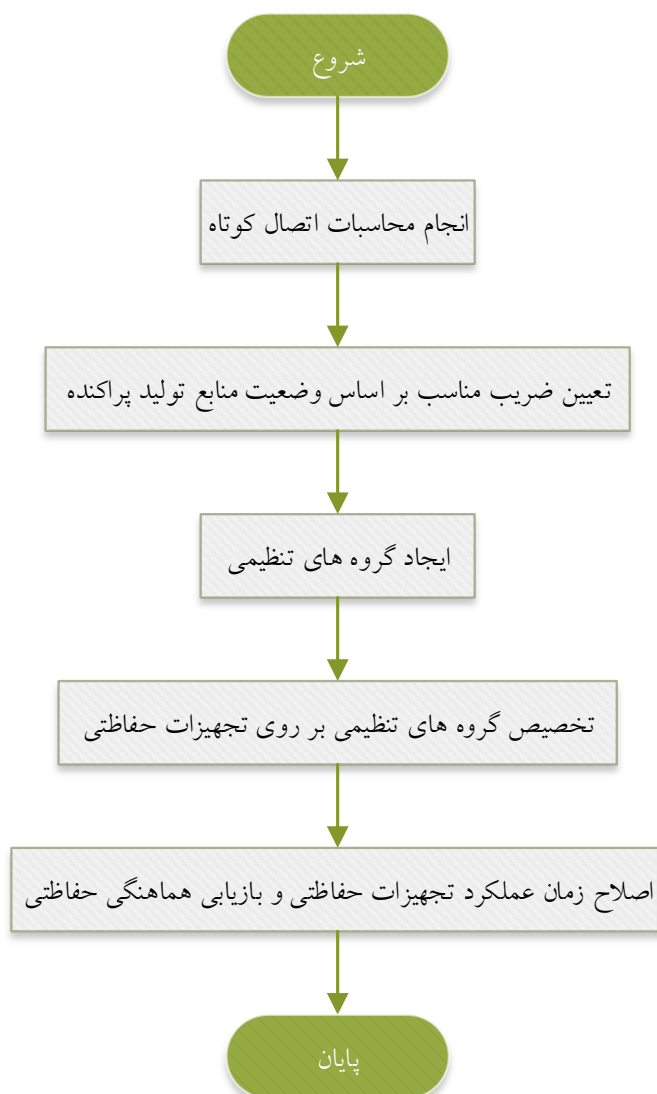 شروع
انجام محاسبات اتصال کوتاه
تعیین ضریب مناسب بر اساس وضعیت منابع تولید پراکنده
ایجاد گروه های تنظیمی
تخصیص گروه های تنظیمی بر روی تجهیزات حفاظتی
اصلاح زمان عملکرد تجهیزات حفاظتی و بازیابی هماهنگی حفاظتی
پایان